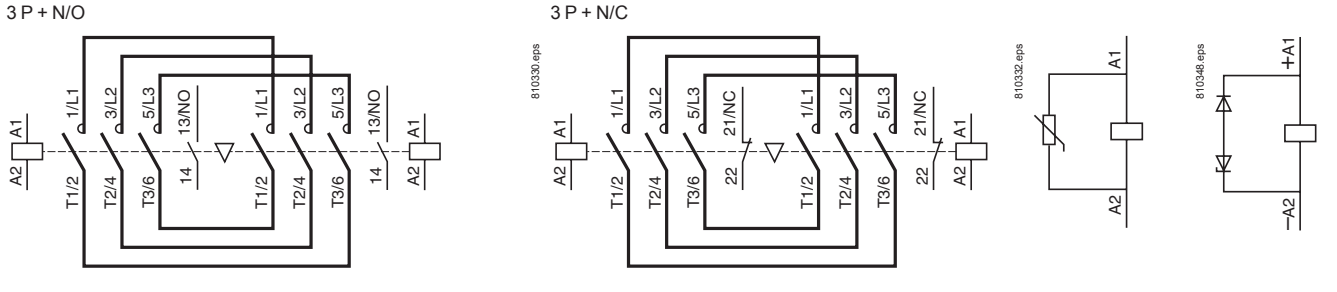 3 P + N/O
A1
A2
1/L1
3/L2
5/L3
13/NO
T1/2
T2/4
T3/6
14
1/L1
3/L2
5/L3
13/NO
T1/2
T2/4
T3/6
14
A1
A2
3 P + N/C
810330.eps
A1
A2
1/L1
3/L2
5/L3
21/NC
T1/2
T2/4
T3/6
22
1/L1
3/L2
5/L3
21/NC
T1/2
T2/4
T3/6
22
A1
A2
810332.eps
A1
A2
810348.eps
+A1
–A2